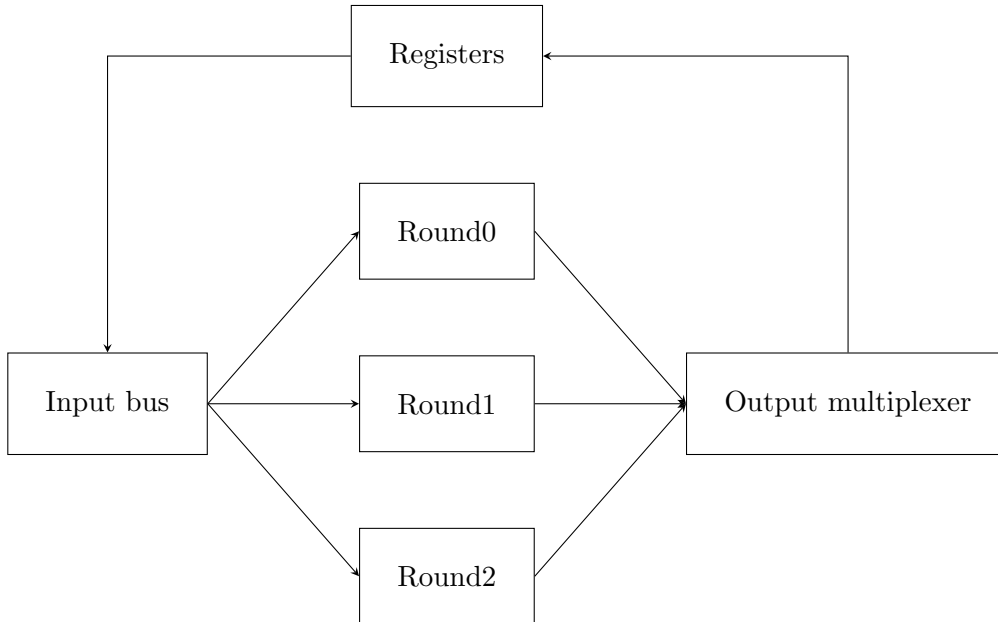 Registers
Round0
Input bus
Round1
Output multiplexer
Round2